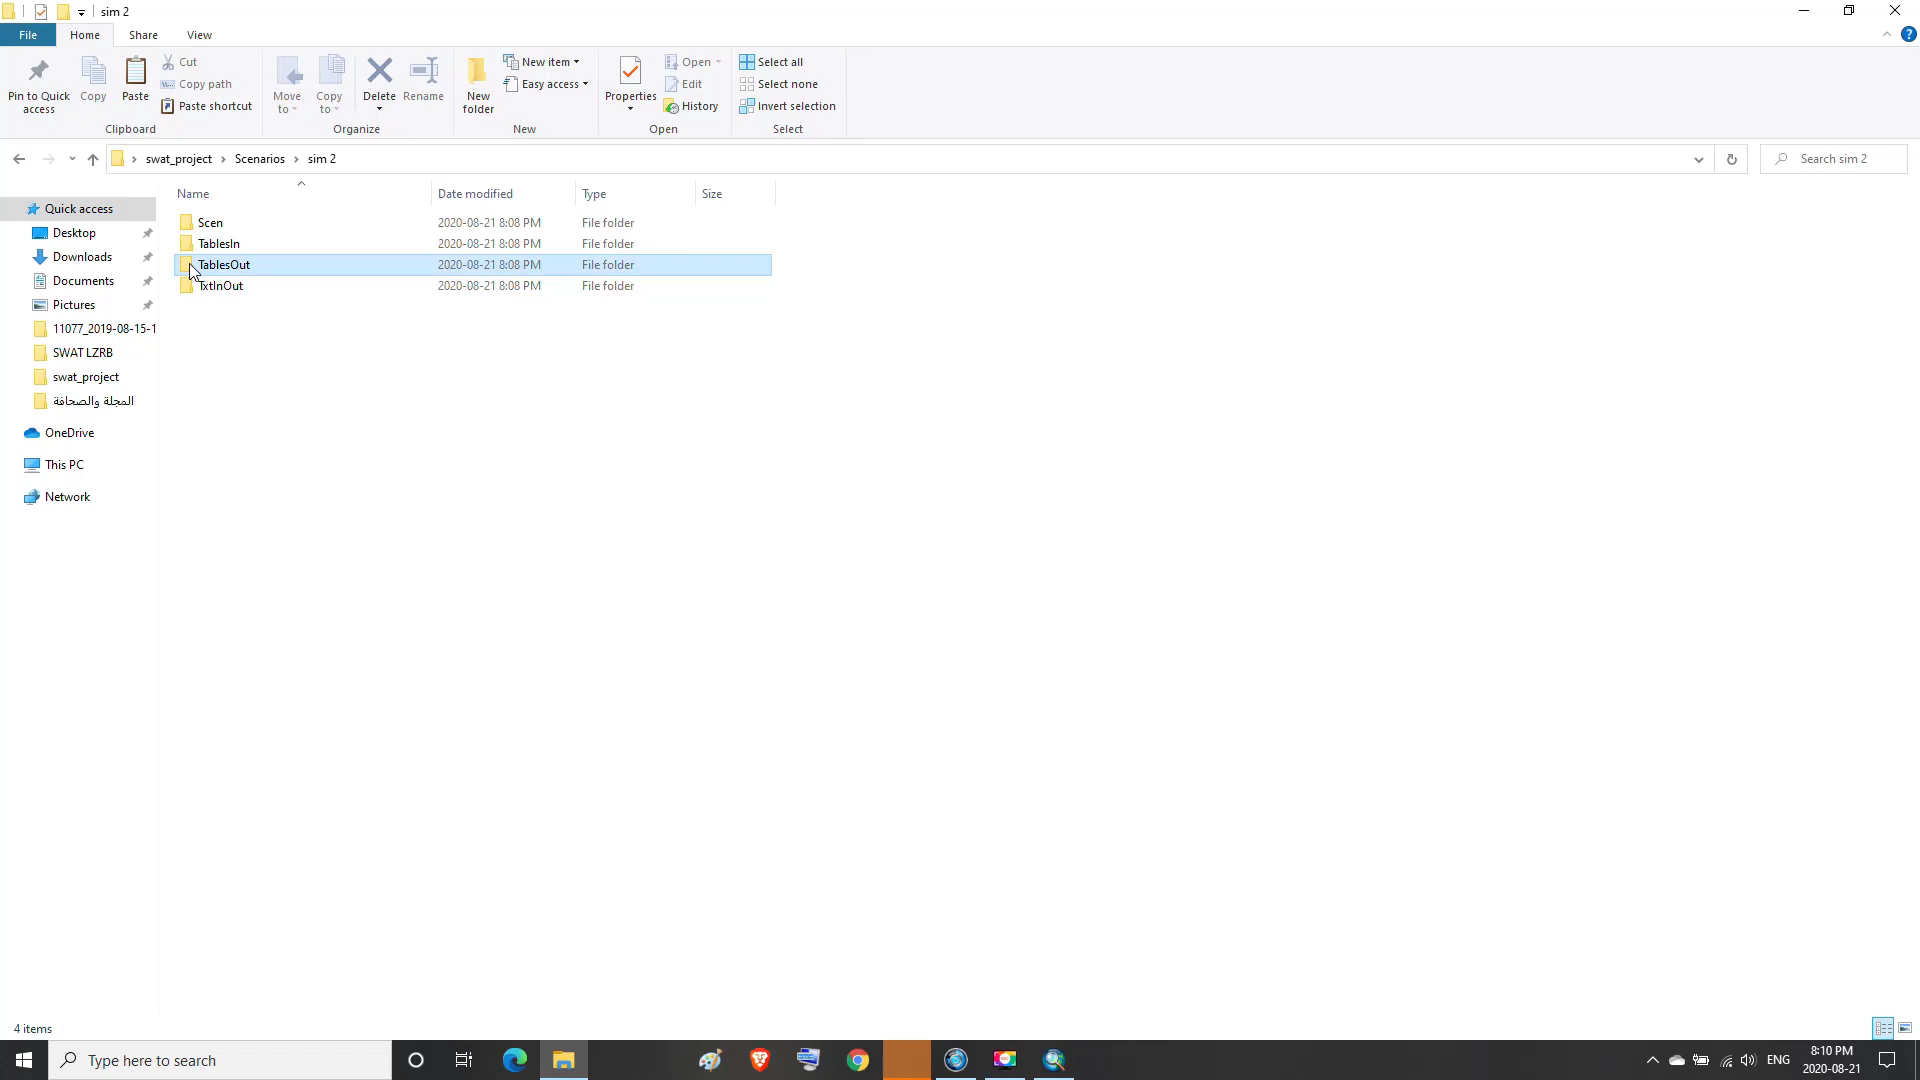 sim 2
File Home Share View
Pin to Quick access
Copy
Paste
Cut
Copy path
Paste shortcut
Clipboard
Move to
Copy to
Delete
Rename
Organize
New folder
New item
Easy access
New
Properties
Open
Edit
History
Open
Select all
Select none
Invert selection
Select
swat_project Scenarios sim 2
Search sim 2
Name Date modified Type Size
Scen 2020-08-21 8:08 PM File folder
TablesIn 2020-08-21 8:08 PM File folder
TablesOut 2020-08-21 8:08 PM File folder
TxtInOut 2020-08-21 8:08 PM File folder
Quick access
Desktop
Downloads
Documents
Pictures
11077_2019-08-15-1
SWAT LZRB
swat_project
المجلة والصحافة
OneDrive
This PC
Network
4 items
Type here to search
ENG
8:10 PM
2020-08-21